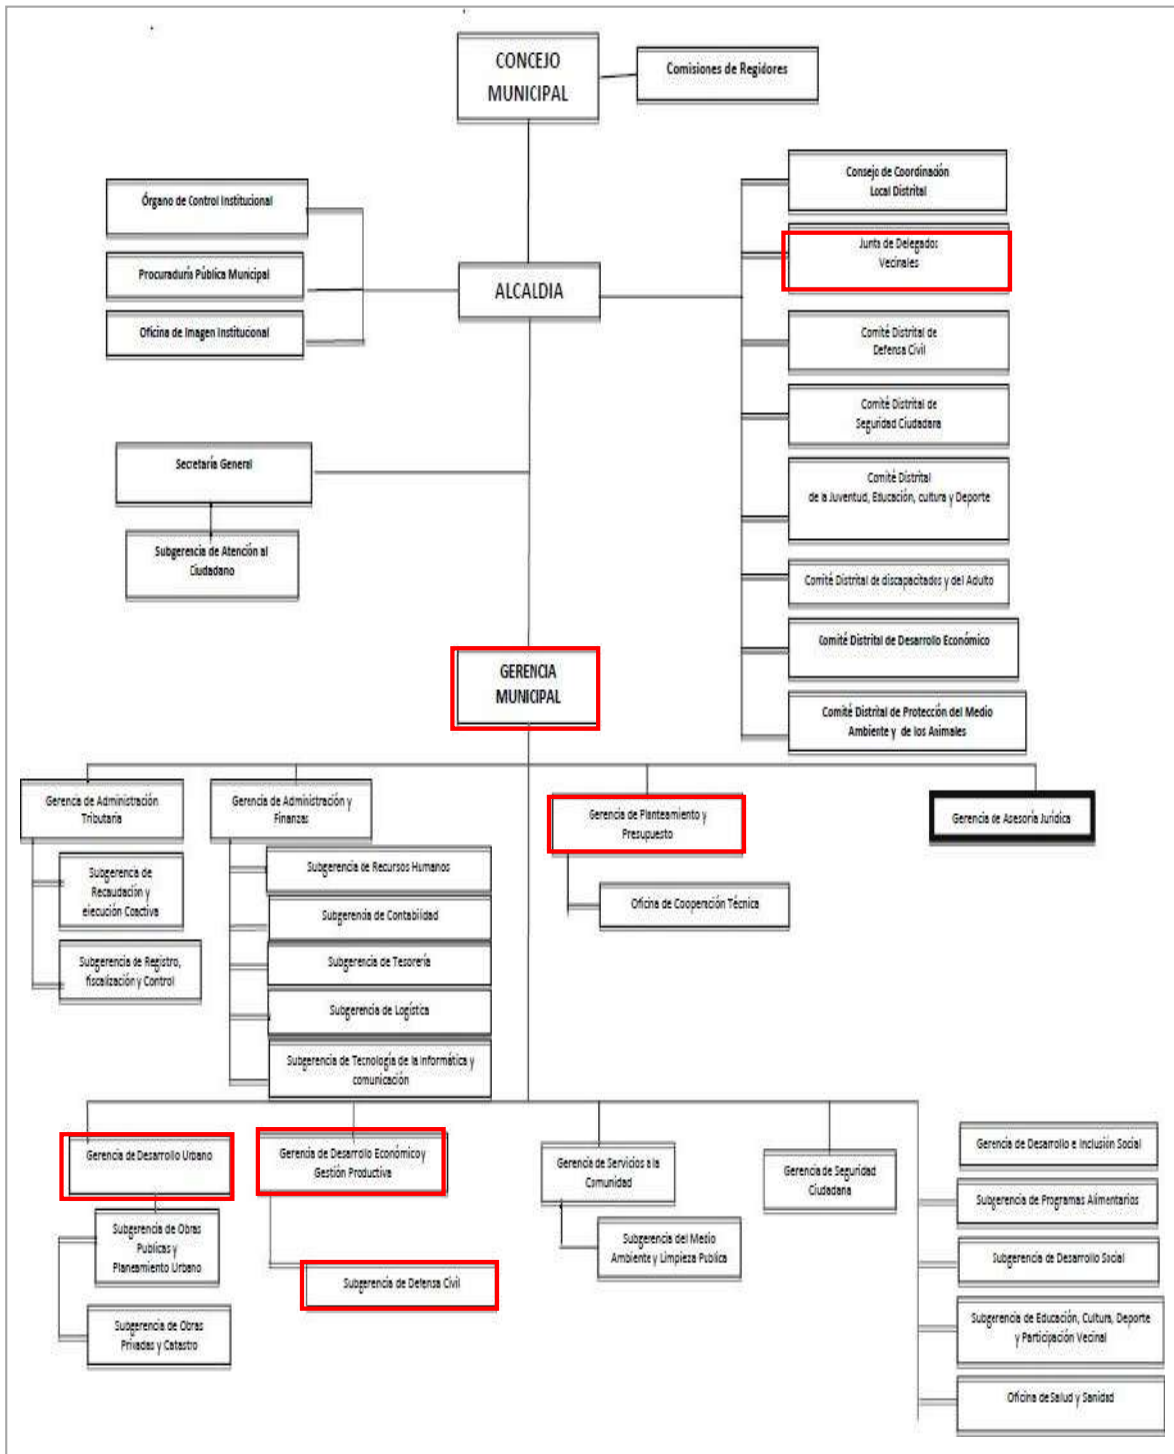 CONCEJO
MUNICIPAL
Comisiones de Regidores
Órgano de Control Institucional
Procuraduría Pública Municipal
Oficina de Imagen Institucional
ALCALDIA
Consejo de Coordinación
Local Distrital
Junta de Delegados
Vecinales
Comité Distrital de
Defensa Civil
Comité Distrital de
Seguridad Ciudadara
Comité Distrital
de la Juventud, Educación, cultura y Deporte
Comité Distrital de discapacitados y del Adulto
Comité Distrital de Desarrollo Económico
Comité Distrital de Protección del Medio
Ambiente y de los Animales
Secretaría General
Subgerencia de Atención al
Ciudadano
GERENCIA
MUNICIPAL
Gerencia de Administración
Tributaria
Subgerencia de
Recaudación y
ejecución Coactiva
Subgerencia de Registro,
fiscalización y Control
Gerencia de Administración y
Finanzas
Subgerencia de Recursos Humanos
Subgerencia de Contabilidad
Subgerencia de Tesorería
Subgerencia de Logística
Subgerencia de Tecnología de la Informática y
comunicación
Gerencia de Planteamiento y
Presupuesto
Oficina de Cooperación Técnica
Gerencia de Asesoría Jurídica
Gerencia de Desarrollo Urbano
Subgerencia de Obras
Publicas y
Planeamiento Urbano
Subgerencia de Obras
Privadas y Catastro
Gerencia de Desarrollo Económico y
Gestión Productiva
Subgerencia de Defensa Civil
Gerencia de Servicios a la
Comunidad
Subgerencia del Medio
Ambiente y Limpieza Publica
Gerencia de Seguridad
Ciudadana
Gerencia de Desarrollo e Inclusión Social
Subgerencia de Programas Alimentarios
Subgerencia de Desarrollo Social
Subgerencia de Educación, Cultura, Deporte
y Participación Vecinal
Oficina de Salud y Sanidad